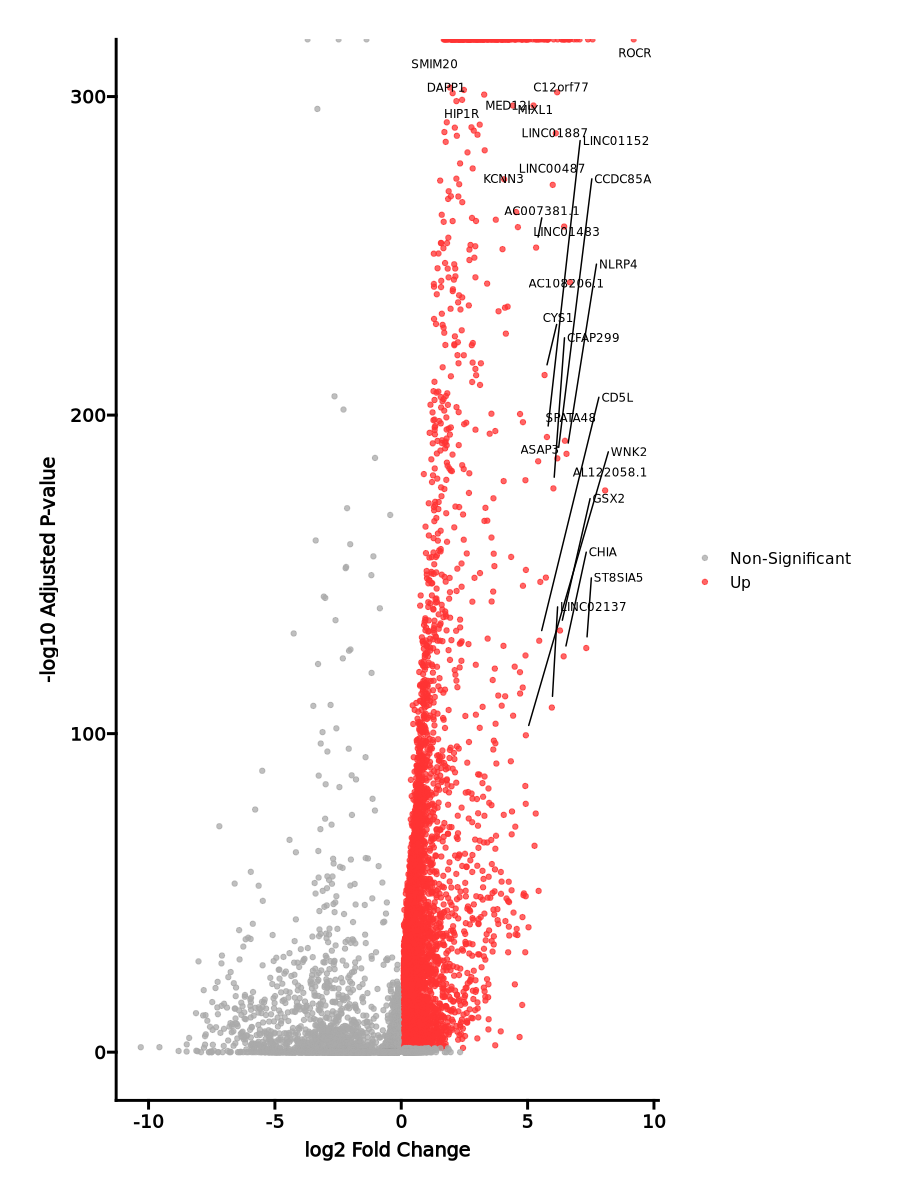 ROCR
SMIM20
DAPP1
C12orf77
300
MED12L
MIXL1
HIP1R
LINC01887
LINC01152
LINC00487
KCNN3
CCDC85A
AC007381.1
LINC01483
NLRP4
AC108206.1
CYS1
CFAP299
CD5L
200
SPATA48
ASAP3
WNK2
AL122058.1
GSX2
CHIA
Non-Significant
ST8SIA5
Up
LINC02137
-log10 Adjusted P-value
100
0
-10
-5
0
5
10
log2 Fold Change